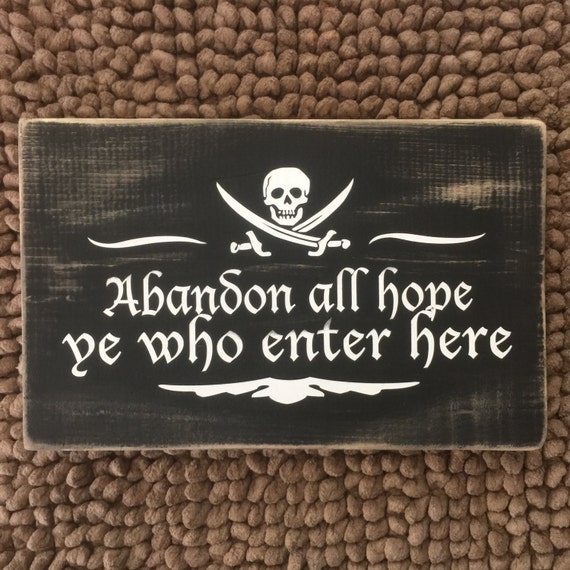 Abandon all hope
ye who enter here